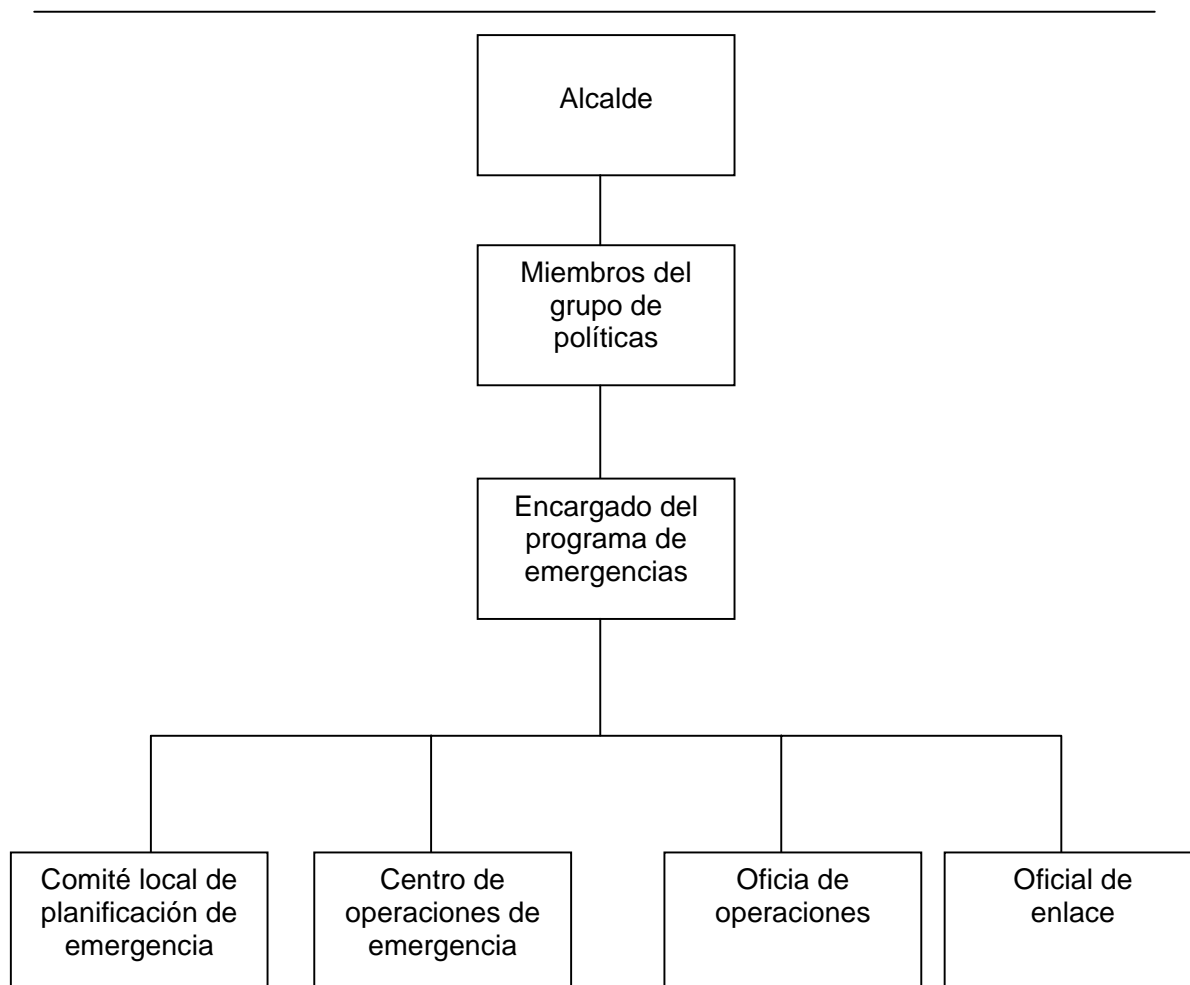 Alcalde
Miembros del
grupo de
políticas
Encargado del
programa de
emergencias
Comité local de
planificación de
emergencia
Centro de
operaciones de
emergencia
Oficia de
operaciones
Oficial de
enlace